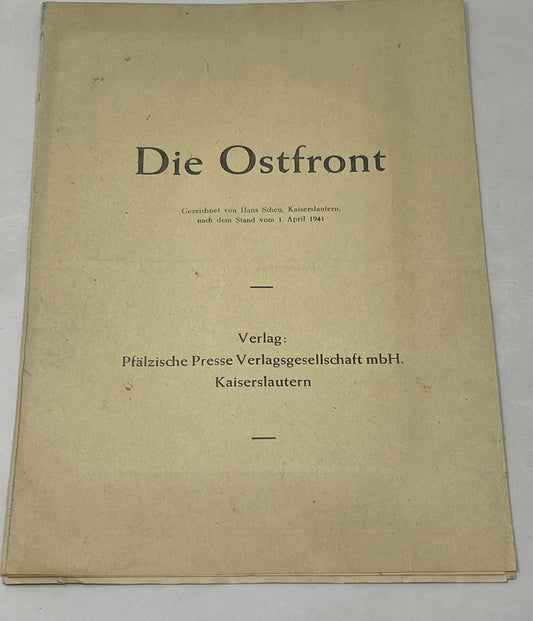 Die Ostfront
Gezeichnet von Hans Scheu, Kaiserslautern,
nach dem Stand vom 1. April 1941
Verlag:
Pfälzische Presse Verlagsgesellschaft mbH.
Kaiserslautern